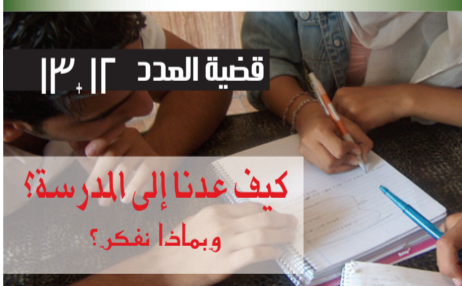 قضية العدد ١٢+١٣
كيف عدنا إلى المدرسة؟
وبماذا نفكر؟